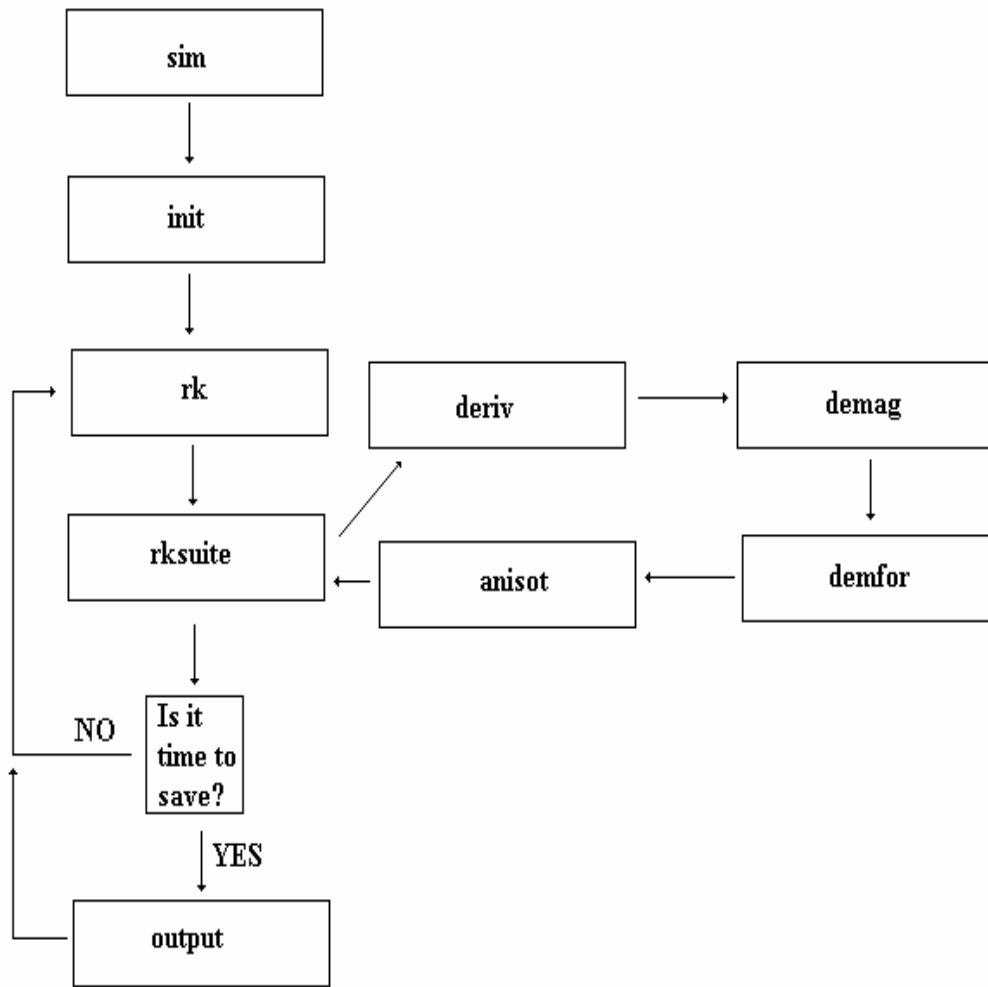 sim
init
rk
deriv
demag
rksuite
anisot
demfor
Is it
time to
save?
NO
YES
output